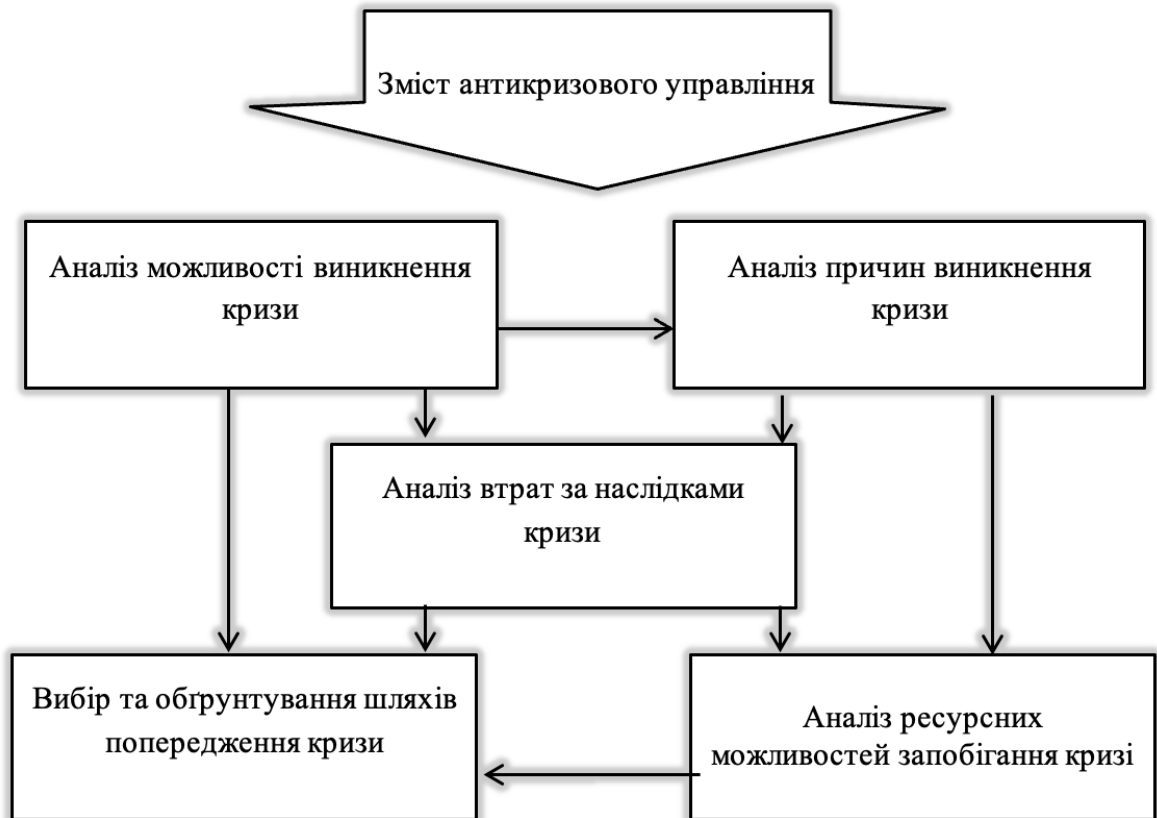 Зміст антикризового управління
Аналіз можливості виникнення
кризи
Аналіз причин виникнення
кризи
Аналіз втрат за наслідками
кризи
Вибір та обґрунтування шляхів
попередження кризи
Аналіз ресурсних
можливостей запобігання кризі